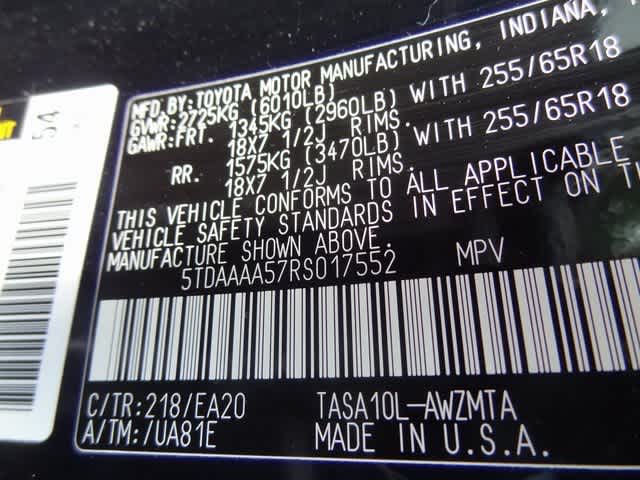 54
MFD.BY:TOYOTA MOTOR MANUFACTURING, INDIANA,
GVWR:2725KG (6010LB)
GAWR:FRT. 1345KG (2960LB) WITH 255/65R18
18X7 1/2J RIMS.
RR. 1575KG (3470LB) WITH 255/65R18
18X7 1/2J RIMS.
THIS VEHICLE CONFORMS TO ALL APPLICABLE
VEHICLE SAFETY STANDARDS IN EFFECT ON
MANUFACTURE SHOWN ABOVE.
5TDAAAA57RS017552 MPV
C/TR:218/EA20 TASA10L-AWZMTA
A/TM:/UA81E MADE IN U.S.A.